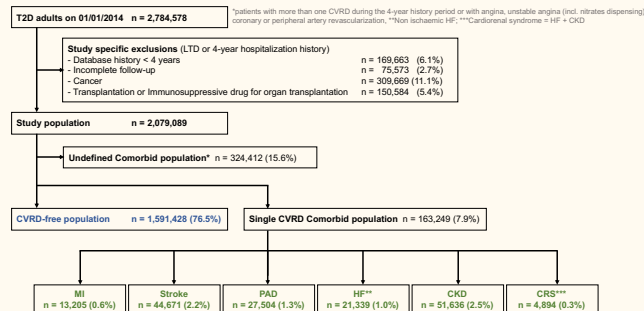 T2D adults on 01/01/2014 n = 2,784,578
*patients with more than one CVRD during the 4-year history period or with angina, unstable angina (incl. nitrates dispensing)
coronary or peripheral artery revascularization, **Non ischaemic HF; ***Cardiorenal syndrome = HF + CKD
Study specific exclusions (LTD or 4-year hospitalization history)
- Database history < 4 years n = 169,663 (6.1%)
- Incomplete follow-up n = 75,573 (2.7%)
- Cancer n = 309,669 (11.1%)
- Transplantation or Immunosuppressive drug for organ transplantation n = 150,584 (5.4%)
Study population n = 2,079,089
Undefined Comorbid population* n = 324,412 (15.6%)
CVRD-free population n = 1,591,428 (76.5%)
Single CVRD Comorbid population n = 163,249 (7.9%)
MI
n = 13,205 (0.6%)
Stroke
n = 44,671 (2.2%)
PAD
n = 27,504 (1.3%)
HF**
n = 21,339 (1.0%)
CKD
n = 51,636 (2.5%)
CRS***
n = 4,894 (0.3%)